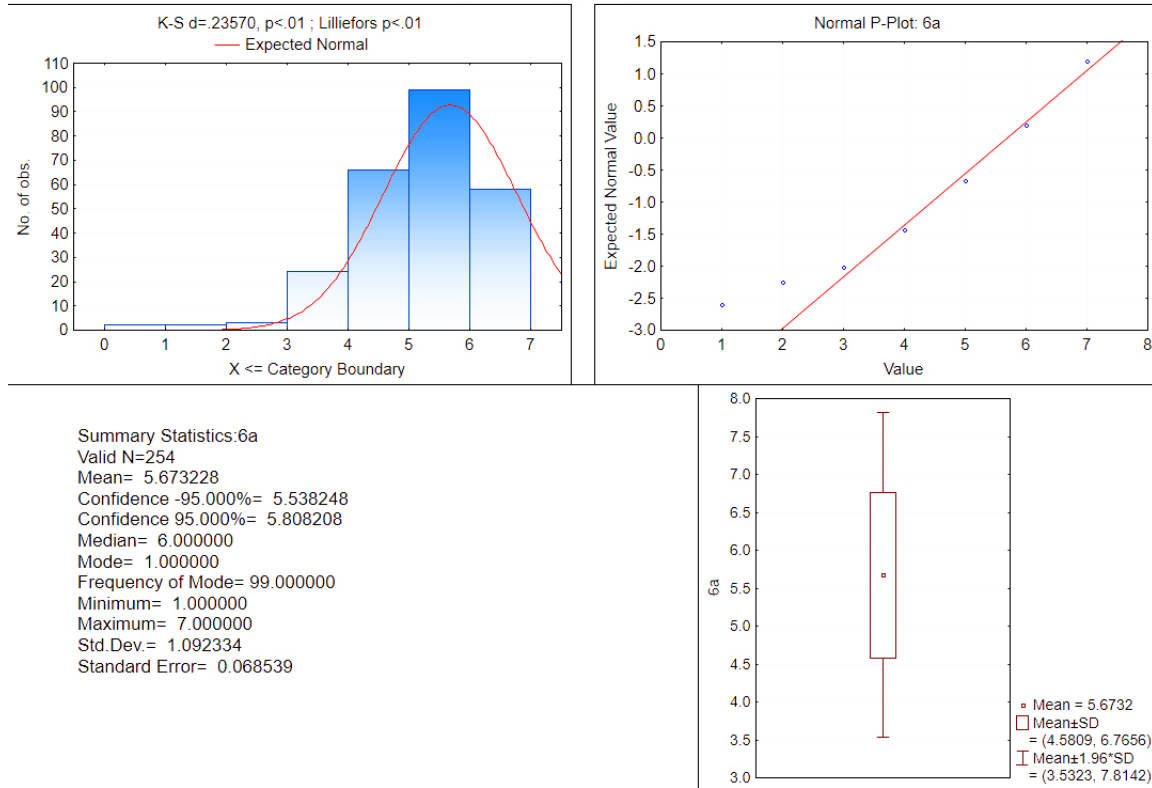 K-S d=.23570, p<.01 ; Lilliefors p<.01
Expected Normal
110
100
90
80
70
60
50
40
30
20
10
0
No. of obs.
0 1 2 3 4 5 6 7
X <= Category Boundary
Normal P-Plot: 6a
1.5
1.0
0.5
0.0
-0.5
-1.0
-1.5
-2.0
-2.5
-3.0
Expected Normal Value
0 1 2 3 4 5 6 7 8
Value
Summary Statistics:6a
Valid N=254
Mean= 5.673228
Confidence -95.000%= 5.538248
Confidence 95.000%= 5.808208
Median= 6.000000
Mode= 1.000000
Frequency of Mode= 99.000000
Minimum= 1.000000
Maximum= 7.000000
Std.Dev.= 1.092334
Standard Error= 0.068539
8.0
7.5
7.0
6.5
6.0
5.5
5.0
4.5
4.0
3.5
3.0
6a
Mean = 5.6732
Mean±SD
= (4.5809, 6.7656)
Mean±1.96*SD
= (3.5323, 7.8142)